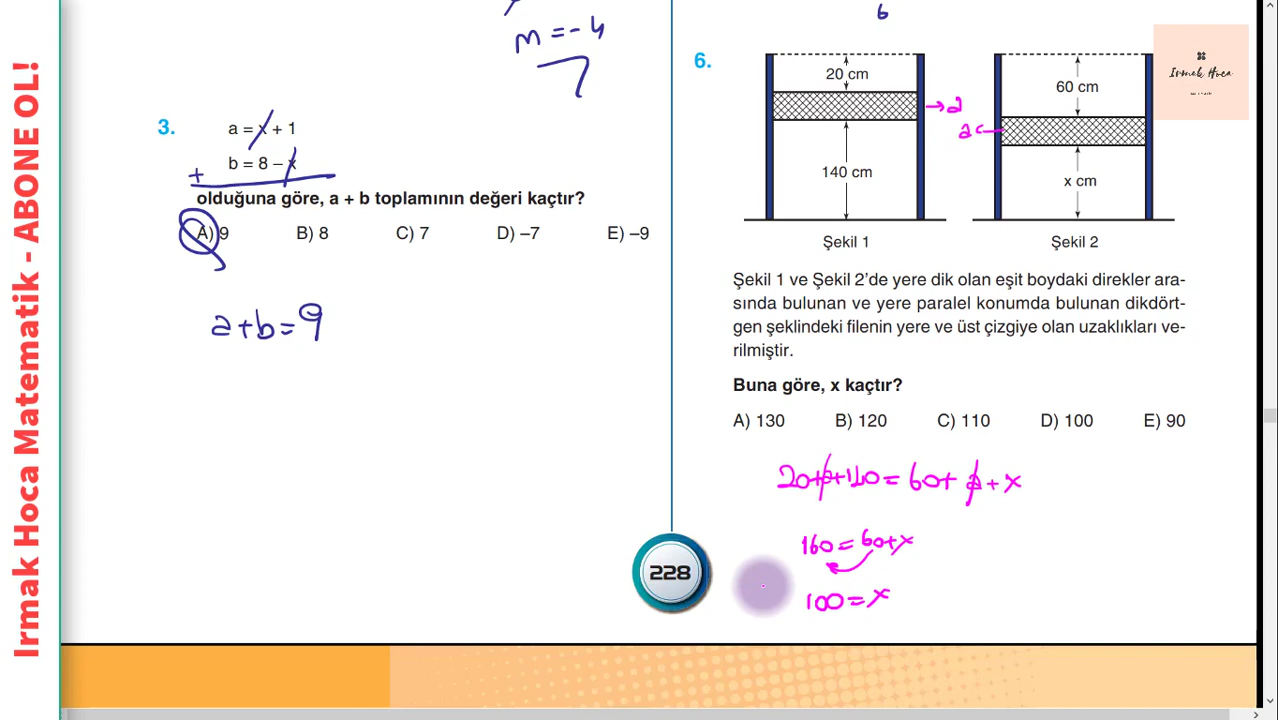 Irmak Hoca Matematik - ABONE OL!
m = - 4
3.
a = x + 1
b = 8 – x
+
olduğuna göre, a + b toplamının değeri kaçtır?
A) 9 B) 8 C) 7 D) –7 E) –9
a+b=9
6
6.
20 cm
140 cm
a
Şekil 1
60 cm
a
x cm
Şekil 2
Irmak Hoca
Şekil 1 ve Şekil 2’de yere dik olan eşit boydaki direkler ara-
sında bulunan ve yere paralel konumda bulunan dikdört-
gen şeklindeki filenin yere ve üst çizgiye olan uzaklıkları ve-
rilmiştir.
Buna göre, x kaçtır?
A) 130 B) 120 C) 110 D) 100 E) 90
20+a+140=60+a+x
160=60+x
100=x
228